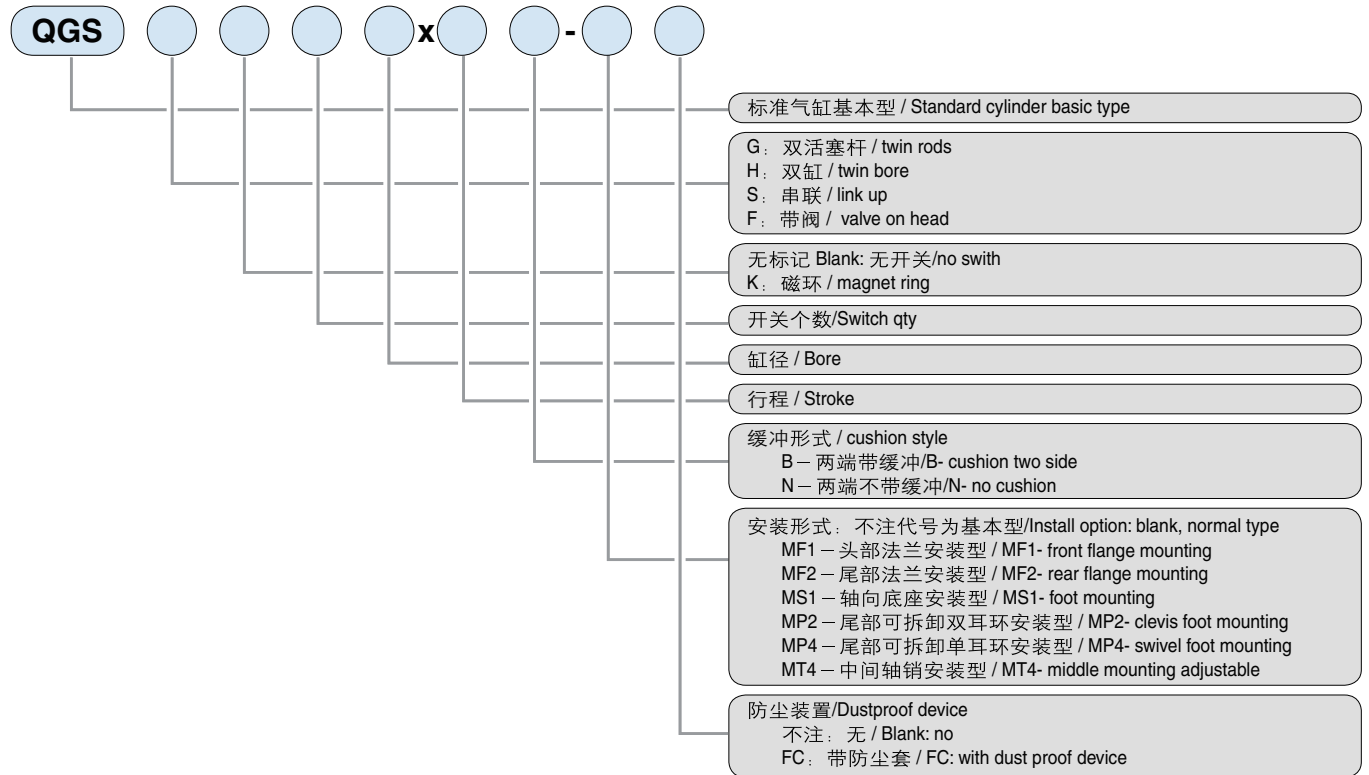 QGS x -
标准气缸基本型 / Standard cylinder basic type
G: 双活塞杆 / twin rods
H: 双缸 / twin bore
S: 串联 / link up
F: 带阀 / valve on head
无标记 Blank: 无开关/no swith
K: 磁环 / magnet ring
开关个数/Switch qty
缸径 / Bore
行程 / Stroke
缓冲形式 / cushion style
B－两端带缓冲/B- cushion two side
N－两端不带缓冲/N- no cushion
安装形式: 不注代号为基本型/Install option: blank, normal type
MF1－头部法兰安装型 / MF1- front flange mounting
MF2－尾部法兰安装型 / MF2- rear flange mounting
MS1－轴向底座安装型 / MS1- foot mounting
MP2－尾部可拆卸双耳环安装型 / MP2- clevis foot mounting
MP4－尾部可拆卸单耳环安装型 / MP4- swivel foot mounting
MT4－中间轴销安装型 / MT4- middle mounting adjustable
防尘装置/Dustproof device
不注: 无 / Blank: no
FC: 带防尘套 / FC: with dust proof device